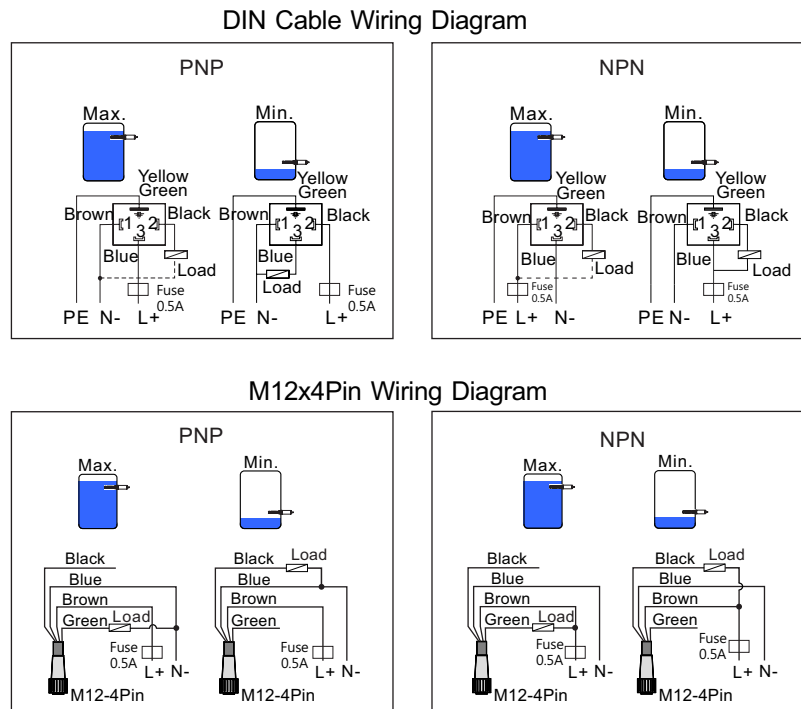 DIN Cable Wiring Diagram
PNP
Max.
Yellow
Green
Brown
1 3 2
Black
Blue
Load
Fuse
0.5A
PE N- L+
Min.
Yellow
Green
Brown
1 3 2
Black
Blue
Load
Fuse
0.5A
PE N- L+
NPN
Max.
Yellow
Green
Brown
1 3 2
Black
Blue
Load
Fuse
0.5A
PE L+ N-
Min.
Yellow
Green
Brown
1 3 2
Black
Blue
Load
Fuse
0.5A
PE N- L+
M12x4Pin Wiring Diagram
PNP
Max.
Black
Blue
Brown
Green Load
Fuse
0.5A
L+ N-
M12-4Pin
Min.
Black Load
Blue
Brown
Green
Fuse
0.5A
L+ N-
M12-4Pin
NPN
Max.
Black
Blue
Brown
Green Load
Fuse
0.5A
L+ N-
M12-4Pin
Min.
Black Load
Blue
Brown
Green
Fuse
0.5A
L+ N-
M12-4Pin